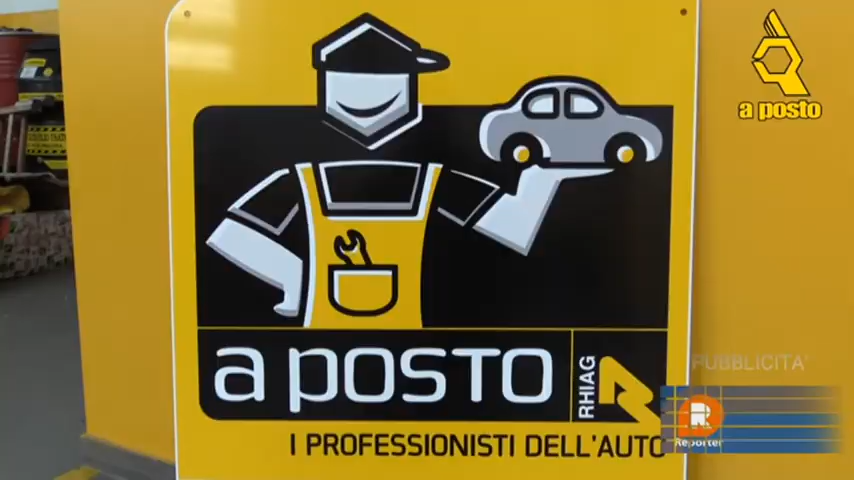 a posto
a posto
RHIAG
I PROFESSIONISTI DELL'AUTO
PUBBLICITA'
Reporter